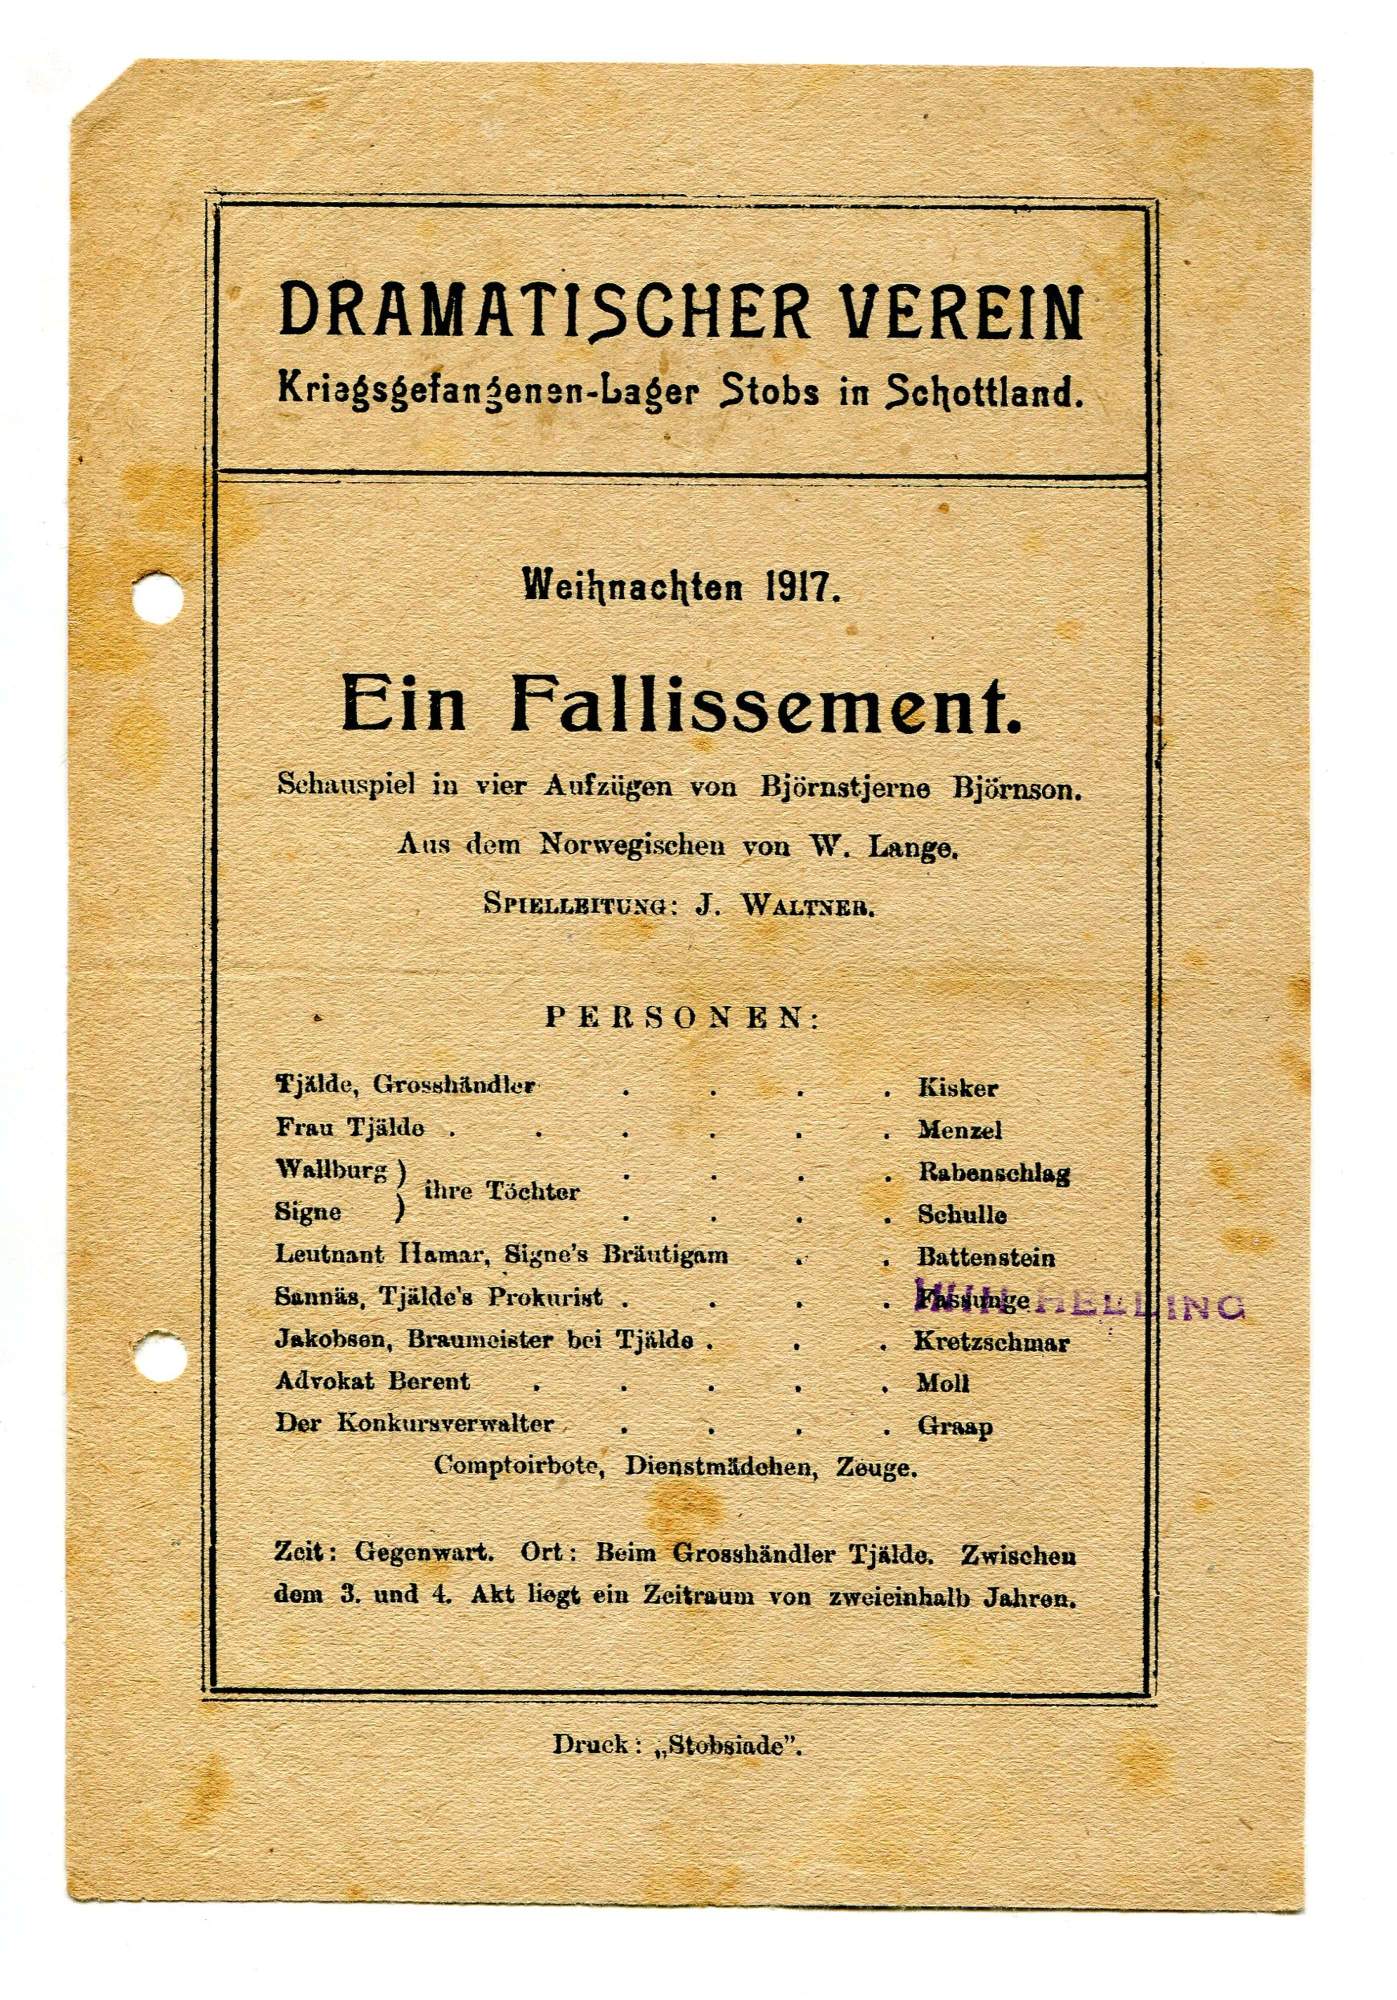 DRAMATISCHER VEREIN
Kriegsgefangenen-Lager Stobs in Schottland.
Weihnachten 1917.
Ein Fallissement.
Schauspiel in vier Aufzügen von Björnstjerne Björnson.
Aus dem Norwegischen von W. Lange.
SPIELLEITUNG: J. WALTNER.
PERSONEN:
Tjälde, Grosshändler . . . . Kisker
Frau Tjälde . . . . . . Menzel
Wallburg ) . . . . Rabenschlag
ihre Töchter
Signe ) . . . . Schulle
Leutnant Hamar, Signe's Bräutigam . . Battenstein
Sannäs, Tjälde's Prokurist . . . . Fassunge HELLING
Jakobsen, Braumeister bei Tjälde . . . Kretzschmar
Advokat Berent . . . . . Moll
Der Konkursverwalter . . . . Graap
Comptoirbote, Dienstmädchen, Zeuge.
Zeit: Gegenwart. Ort: Beim Grosshändler Tjälde. Zwischen
dem 3. und 4. Akt liegt ein Zeitraum von zweieinhalb Jahren.
Druck: „Stobsiade”.